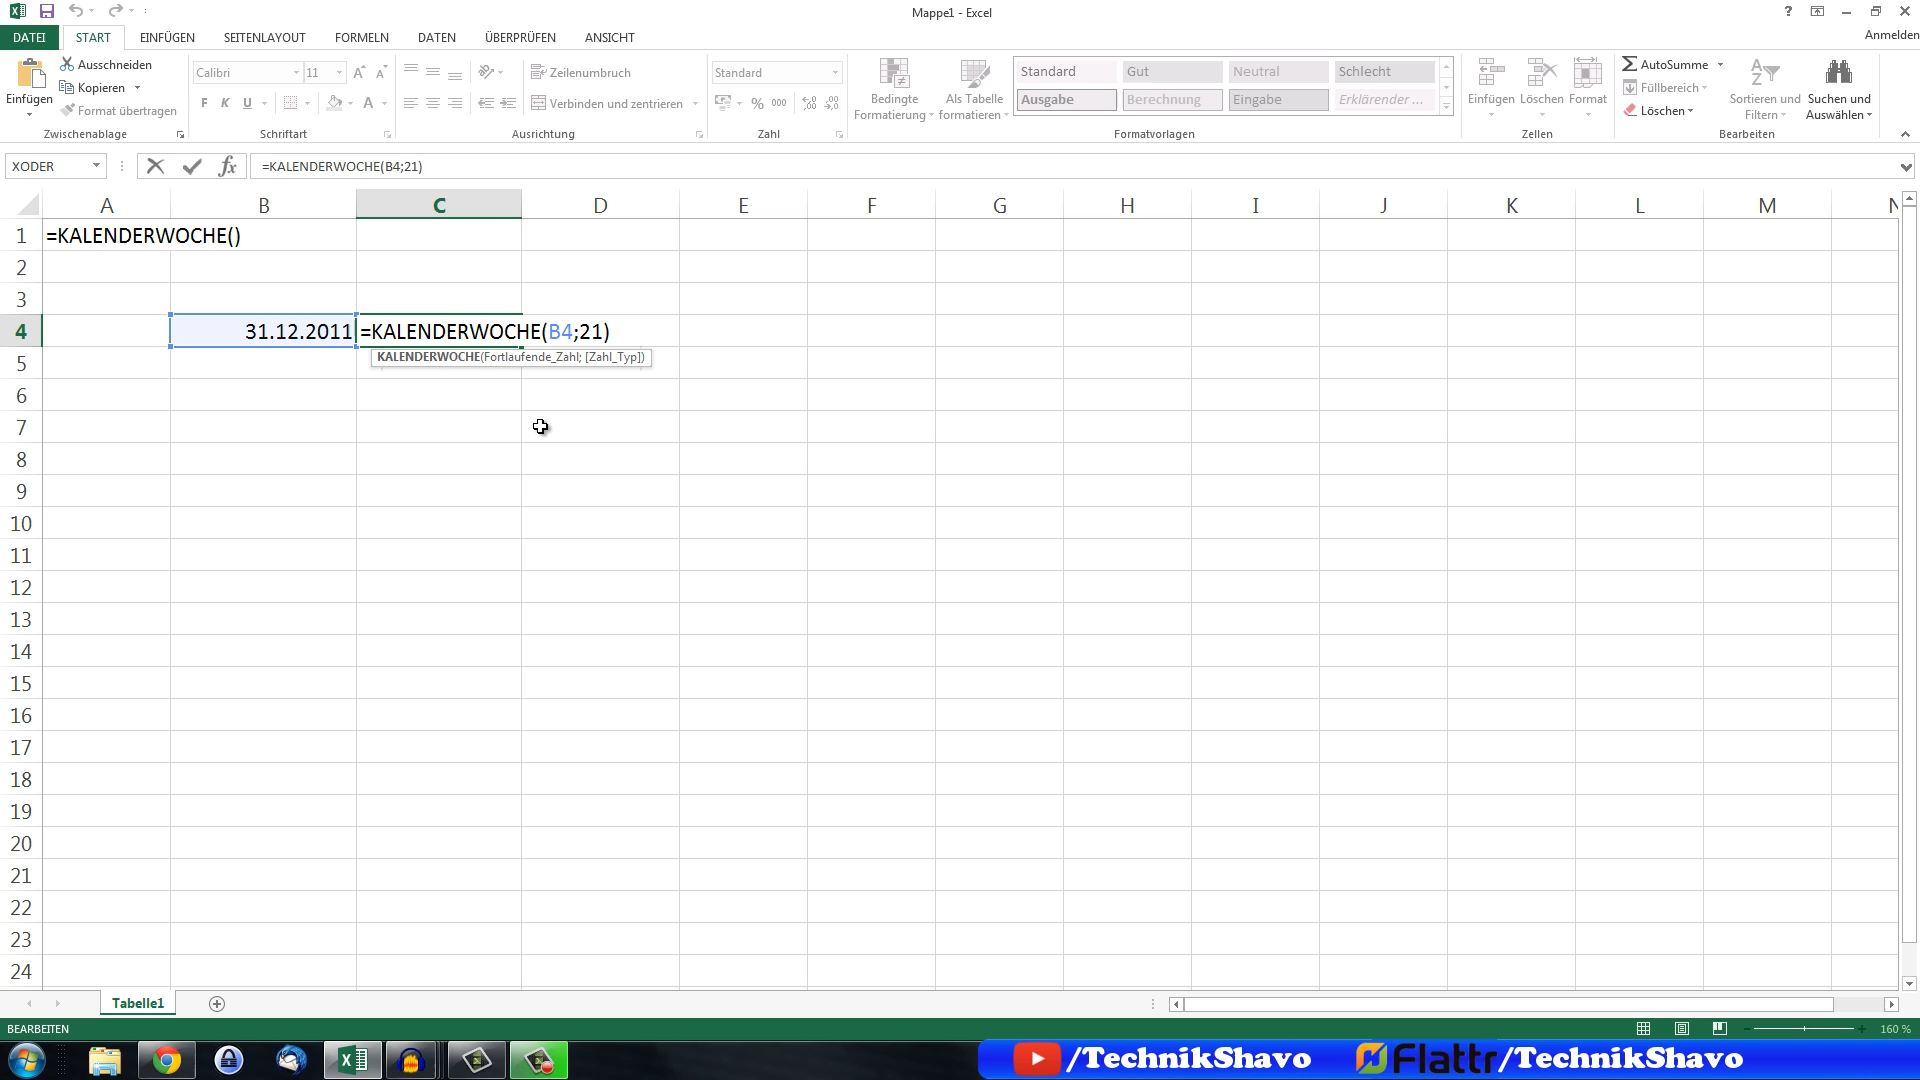 Mappe1 - Excel
Anmelden
DATEI START EINFÜGEN SEITENLAYOUT FORMELN DATEN ÜBERPRÜFEN ANSICHT
Einfügen
Ausschneiden
Kopieren
Format übertragen
Zwischenablage
Calibri 11
F K U A
Schriftart
Zeilenumbruch
Verbinden und zentrieren
Ausrichtung
Standard
% 000
Zahl
Bedingte
Formatierung
Als Tabelle
formatieren
Standard Gut Neutral Schlecht
Ausgabe Berechnung Eingabe Erklärender ...
Formatvorlagen
Einfügen Löschen Format
Zellen
AutoSumme
Füllbereich
Löschen
Sortieren und
Filtern
Suchen und
Auswählen
Bearbeiten
XODER fx =KALENDERWOCHE(B4;21)
A B C D E F G H I J K L M N
1 =KALENDERWOCHE()
2
3
4 31.12.2011 =KALENDERWOCHE(B4;21)
KALENDERWOCHE(Fortlaufende_Zahl; [Zahl_Typ])
5
6
7
8
9
10
11
12
13
14
15
16
17
18
19
20
21
22
23
24
Tabelle1
BEARBEITEN
160 %
/TechnikShavo Flattr/TechnikShavo